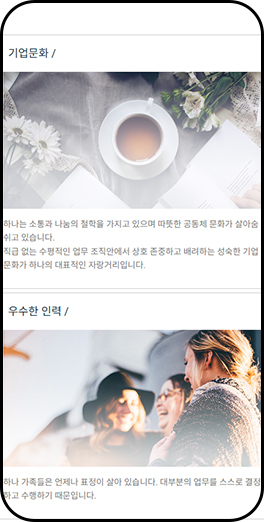 기업문화 /
하나는 소통과 나눔의 철학을 가지고 있으며 따뜻한 공동체 문화가 살아숨
쉬고 있습니다.
직급 없는 수평적인 업무 조직안에서 상호 존중하고 배려하는 성숙한 기업
문화가 하나의 대표적인 자랑거리입니다.
우수한 인력 /
하나 가족들은 언제나 표정이 살아 있습니다. 대부분의 업무를 스스로 결정
하고 수행하기 때문입니다.